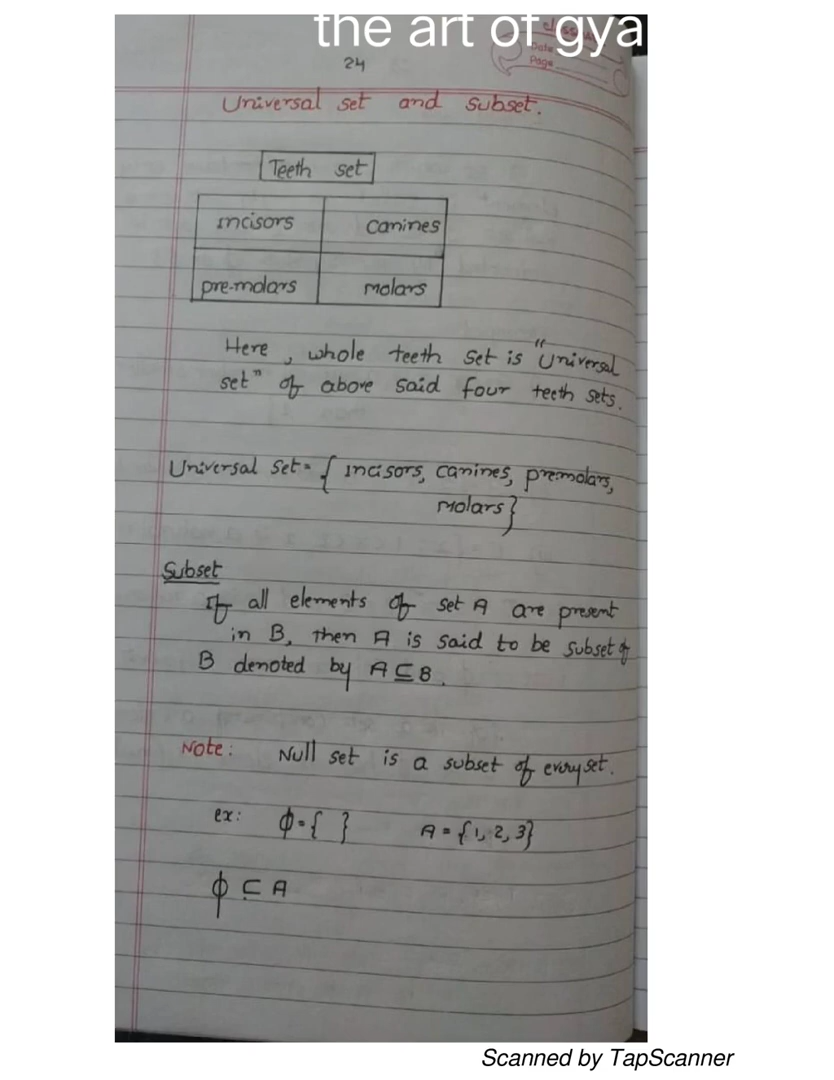 the art of gya
classmate
Date
Page
24
Universal set and subset.
Teeth set
incisors canines
pre-molars Molars
Here, whole teeth set is "Universal
set" of above said four teeth sets.
Universal set = { incisors, canines, premolars,
Molars}
Subset
If all elements of set A are present
in B, then A is said to be subset of
B denoted by A ⊆ B.
Note: Null set is a subset of every set.
ex: ϕ = { } A = {1, 2, 3}
ϕ ⊆ A
Scanned by TapScanner